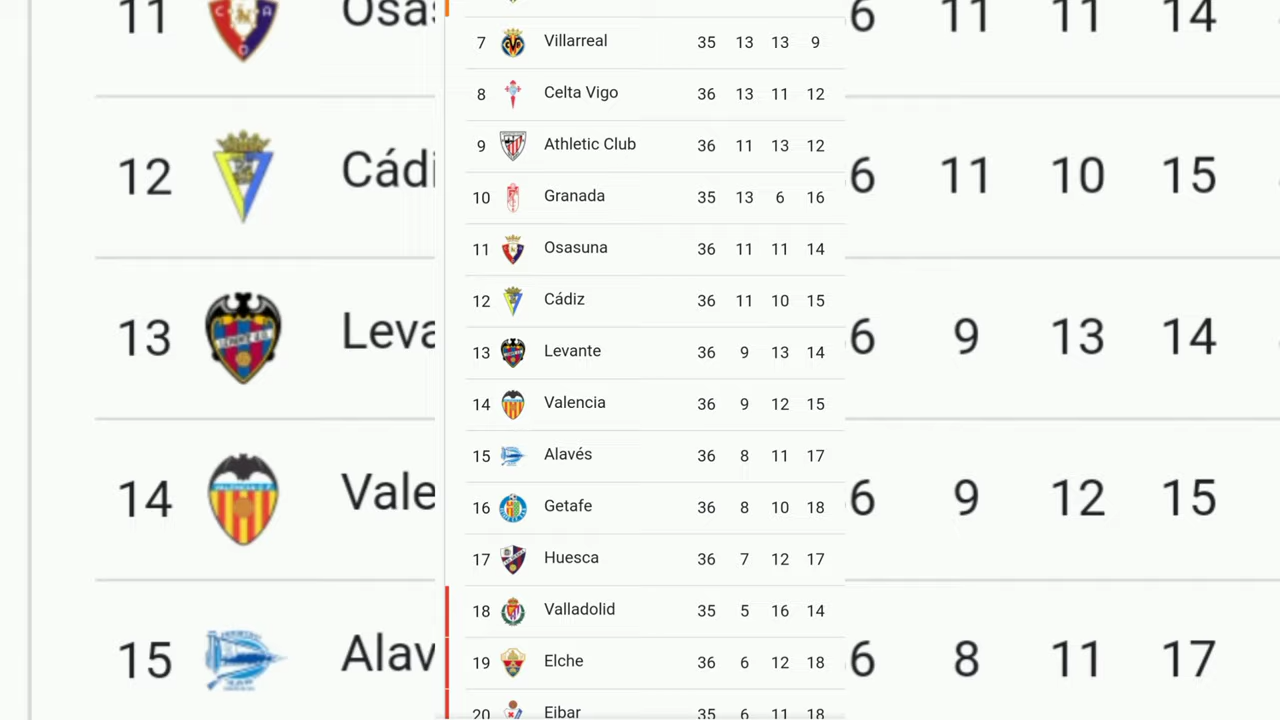 7 Villarreal 35 13 13 9
8 Celta Vigo 36 13 11 12
9 Athletic Club 36 11 13 12
10 Granada 35 13 6 16
11 Osasuna 36 11 11 14
12 Cádiz 36 11 10 15
13 Levante 36 9 13 14
14 Valencia 36 9 12 15
15 Alavés 36 8 11 17
16 Getafe 36 8 10 18
17 Huesca 36 7 12 17
18 Valladolid 35 5 16 14
19 Elche 36 6 12 18
20 Eibar 35 6 11 18
11 Osas 6 11 11 14
12 Cádi 6 11 10 15
13 Leva 6 9 13 14
14 Vale 6 9 12 15
15 Alav 6 8 11 17